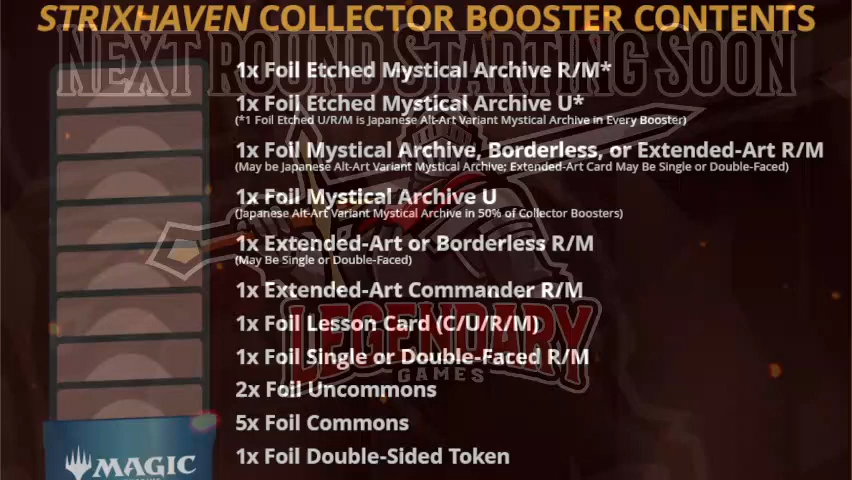 STRIXHAVEN COLLECTOR BOOSTER CONTENTS
NEXT ROUND STARTING SOON
1x Foil Etched Mystical Archive R/M*
1x Foil Etched Mystical Archive U*
(*1 Foil Etched U/R/M is Japanese Alt-Art Variant Mystical Archive in Every Booster)
1x Foil Mystical Archive, Borderless, or Extended-Art R/M
(May be Japanese Alt-Art Variant Mystical Archive; Extended-Art Card May Be Single or Double-Faced)
1x Foil Mystical Archive U
(Japanese Alt-Art Variant Mystical Archive in 50% of Collector Boosters)
1x Extended-Art or Borderless R/M
(May Be Single or Double-Faced)
1x Extended-Art Commander R/M
1x Foil Lesson Card (C/U/R/M)
LEGENDARY
1x Foil Single or Double-Faced R/M
GAMES
2x Foil Uncommons
5x Foil Commons
1x Foil Double-Sided Token
MAGIC